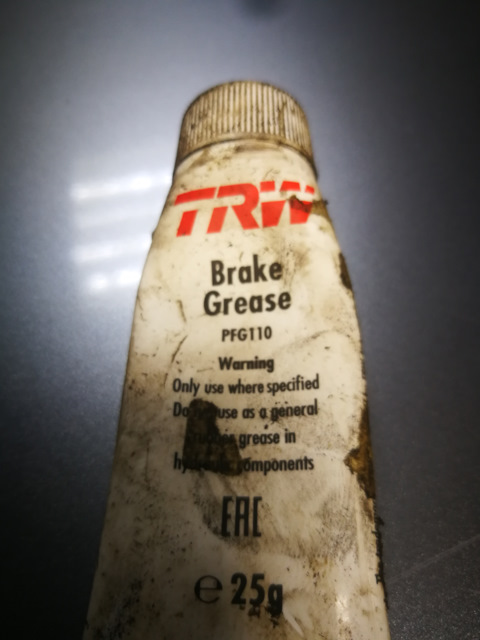 TRW
Brake
Grease
PFG110
Warning
Only use where specified
Do use as a general
grease in
components
EAC
e 25g